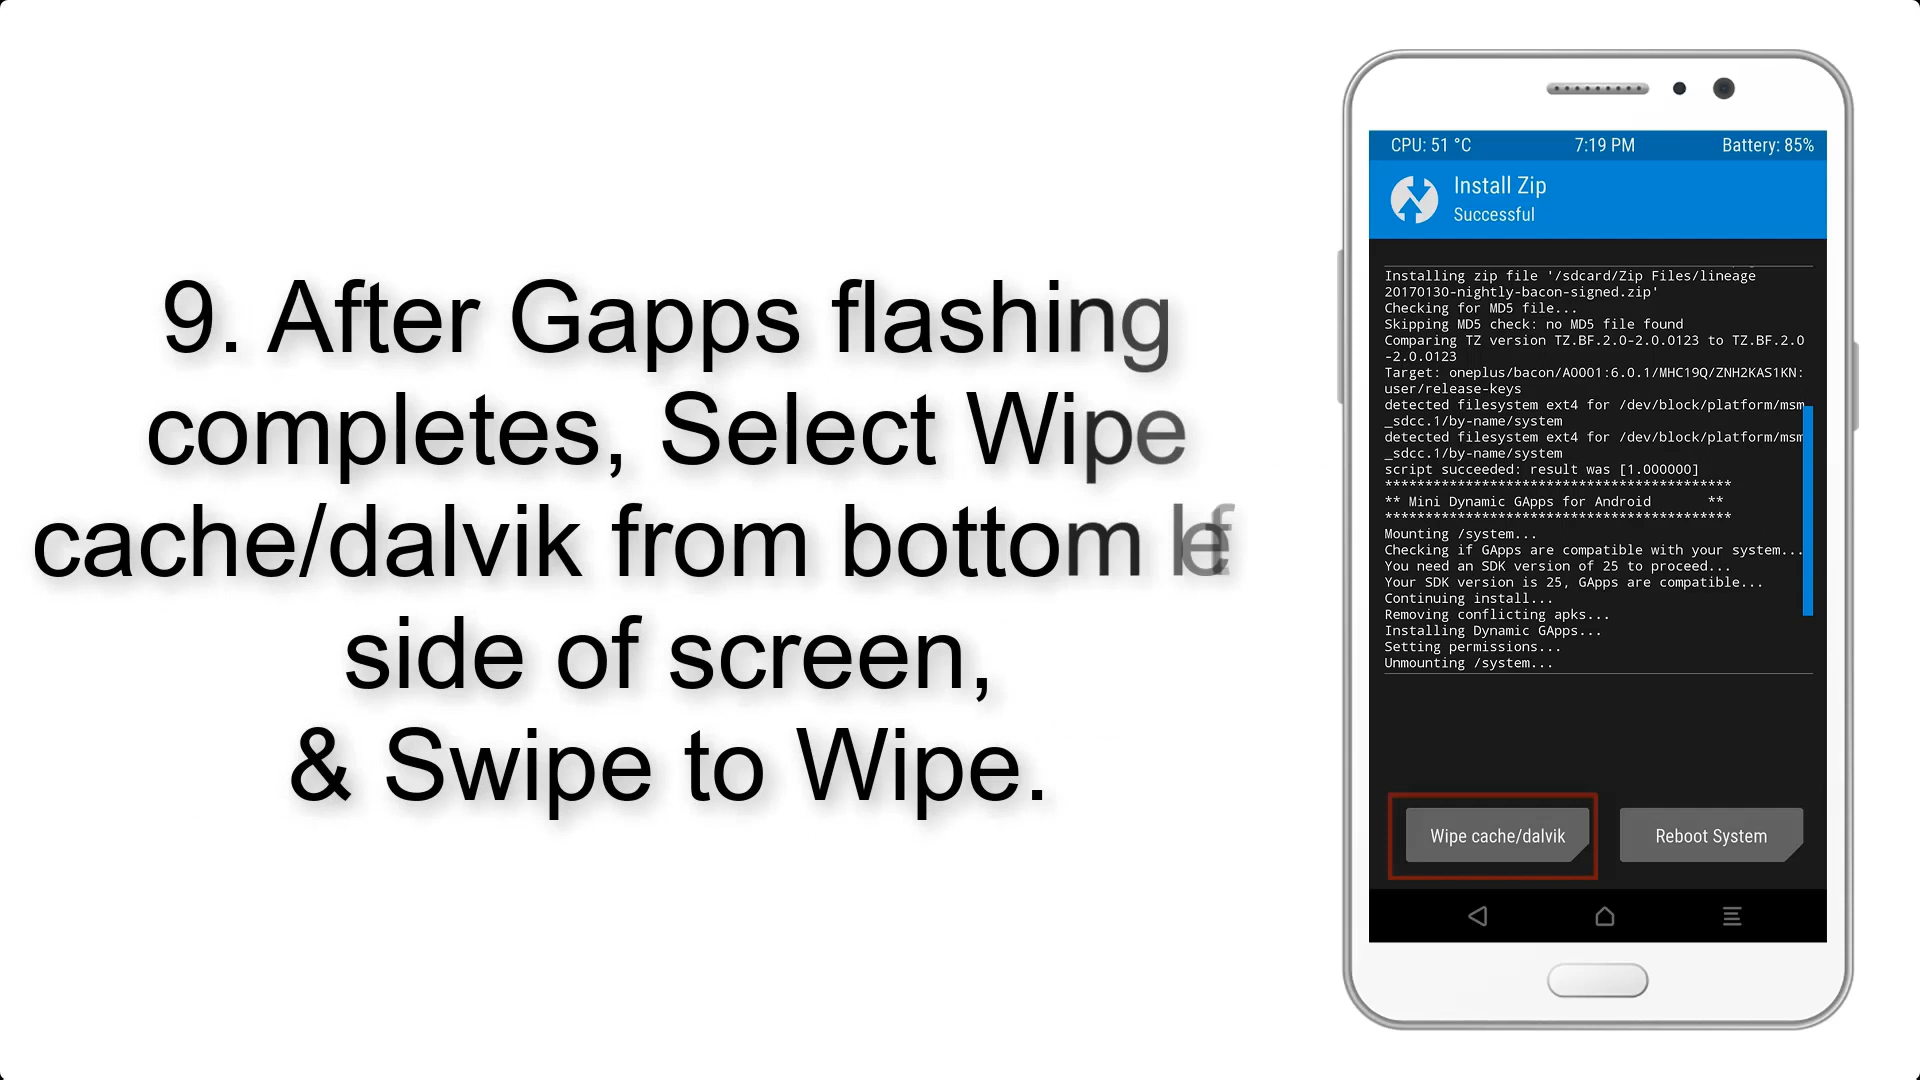 9. After Gapps flashing
completes, Select Wipe
cache/dalvik from bottom lef
side of screen,
& Swipe to Wipe.
CPU: 51 °C 7:19 PM Battery: 85%
Install Zip
Successful
Installing zip file '/sdcard/Zip Files/lineage
20170130-nightly-bacon-signed.zip'
Checking for MD5 file...
Skipping MD5 check: no MD5 file found
Comparing TZ version TZ.BF.2.0-2.0.0123 to TZ.BF.2.0
-2.0.0123
Target: oneplus/bacon/A0001:6.0.1/MHC19Q/ZNH2KAS1KN:
user/release-keys
detected filesystem ext4 for /dev/block/platform/msm
_sdcc.1/by-name/system
detected filesystem ext4 for /dev/block/platform/msm
_sdcc.1/by-name/system
script succeeded: result was [1.000000]
*******************************************
** Mini Dynamic GApps for Android **
*******************************************
Mounting /system...
Checking if GApps are compatible with your system...
You need an SDK version of 25 to proceed...
Your SDK version is 25, GApps are compatible...
Continuing install...
Removing conflicting apks...
Installing Dynamic GApps...
Setting permissions...
Unmounting /system...
Wipe cache/dalvik Reboot System